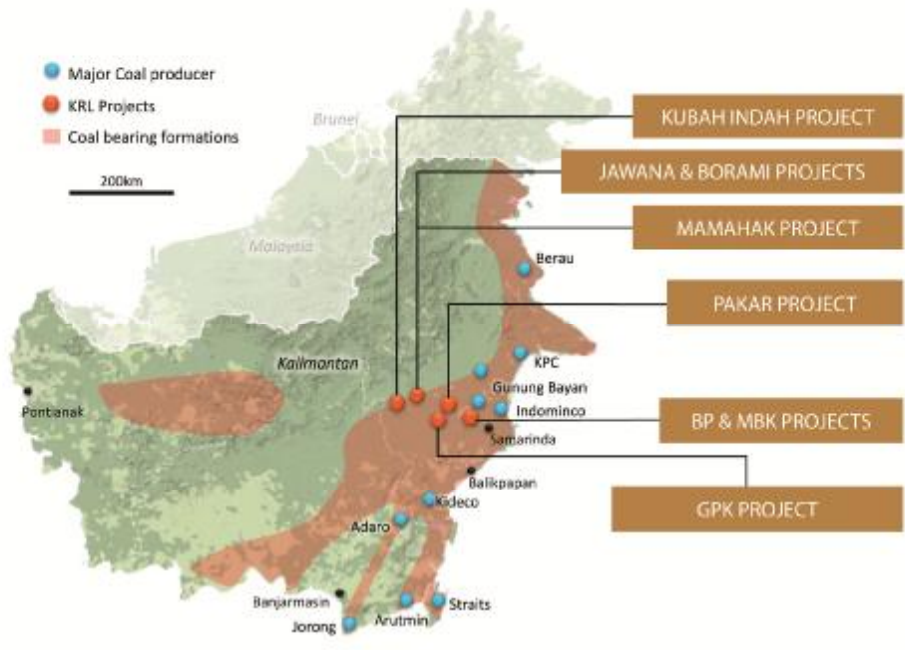 Major Coal producer
KRL Projects
Coal bearing formations
200km
Brunei
Malaysia
Kalimantan
Pontianak
Berau
KPC
Gunung Bayan
Indominco
Samarinda
Balikpapan
Kideco
Adaro
Banjarmasin
Jorong
Arutmin
Straits
KUBAH INDAH PROJECT
JAWANA & BORAMI PROJECTS
MAMAHAK PROJECT
PAKAR PROJECT
BP & MBK PROJECTS
GPK PROJECT